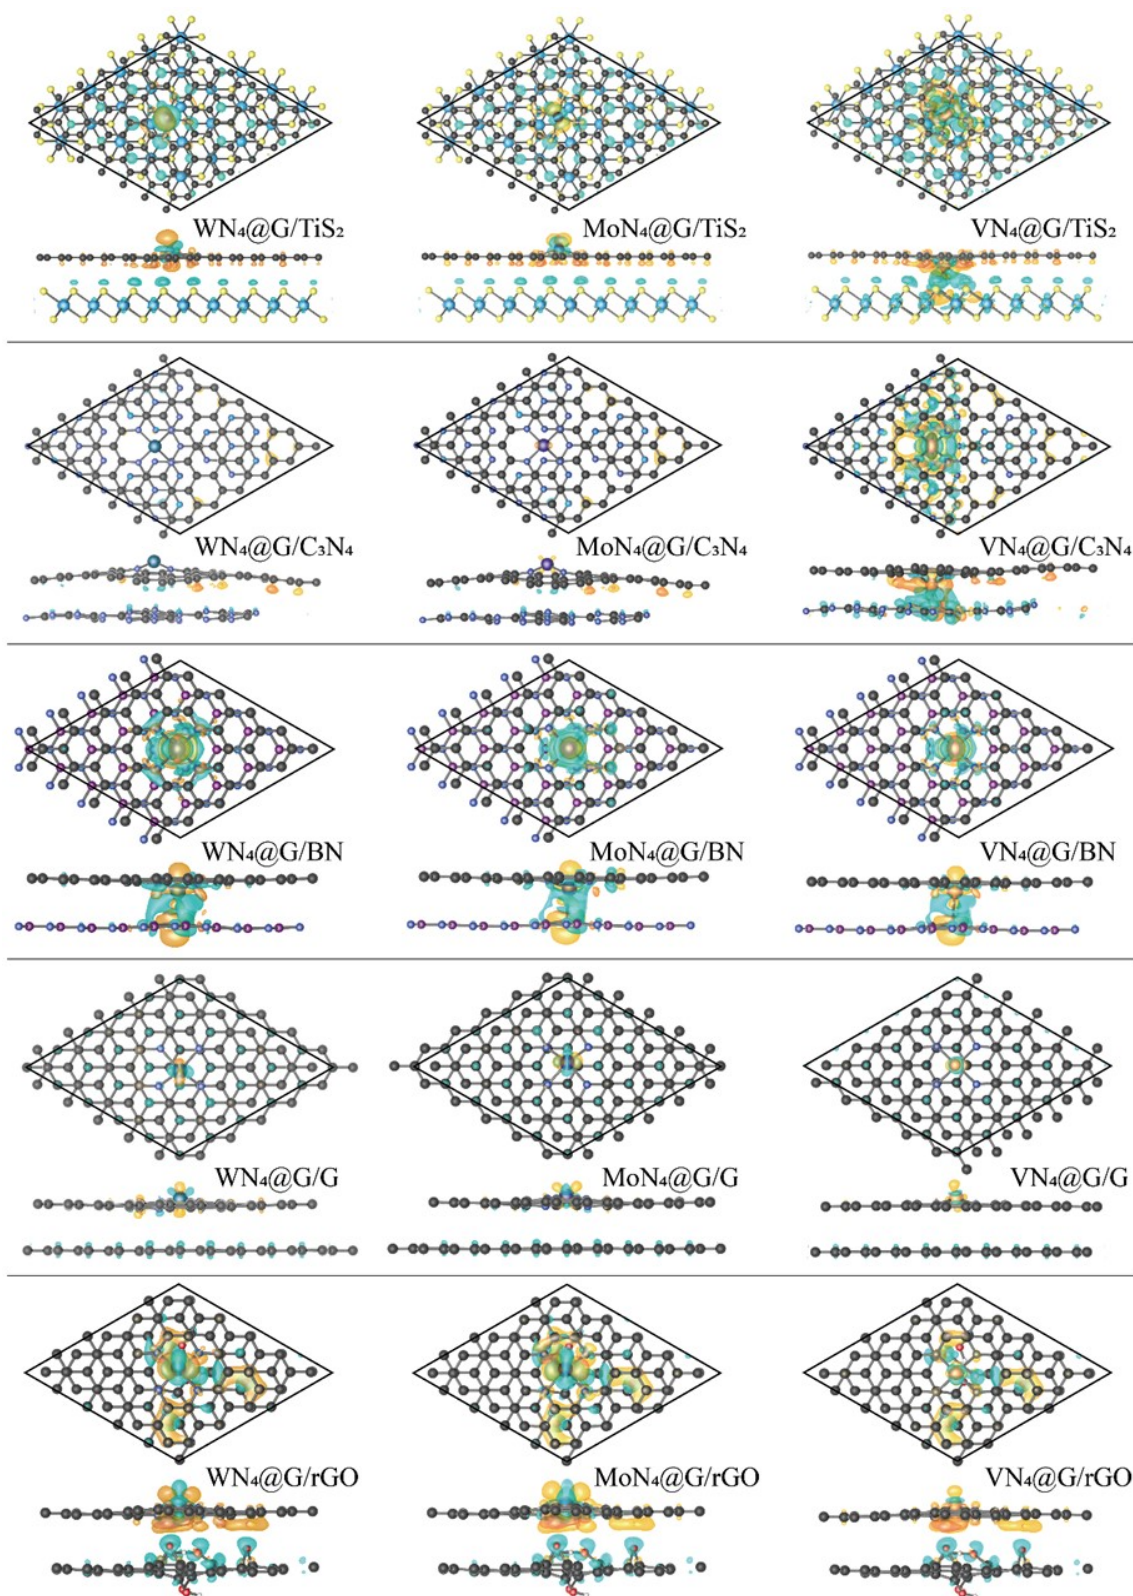 WN₄@G/TiS₂
MoN₄@G/TiS₂
VN₄@G/TiS₂
WN₄@G/C₃N₄
MoN₄@G/C₃N₄
VN₄@G/C₃N₄
WN₄@G/BN
MoN₄@G/BN
VN₄@G/BN
WN₄@G/G
MoN₄@G/G
VN₄@G/G
WN₄@G/rGO
MoN₄@G/rGO
VN₄@G/rGO